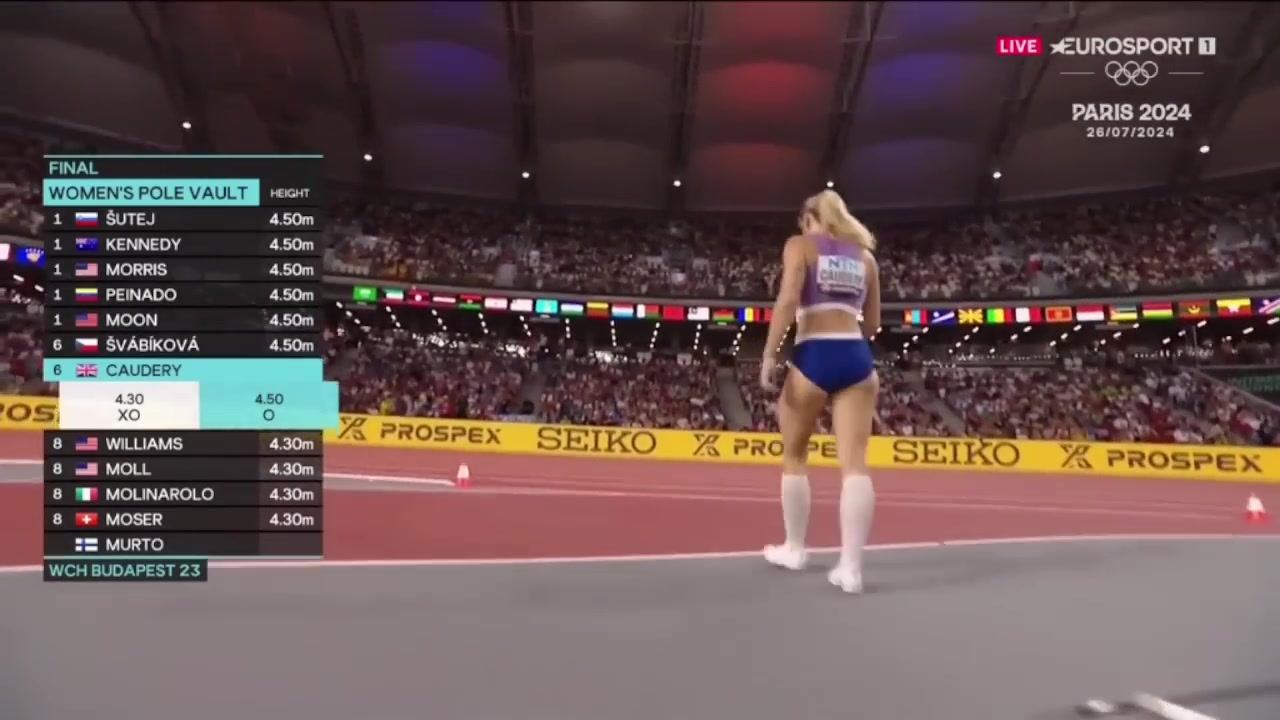 LIVE EUROSPORT 1
PARIS 2024
26/07/2024
FINAL
WOMEN'S POLE VAULT HEIGHT
1 ŠUTEJ 4.50m
1 KENNEDY 4.50m
1 MORRIS 4.50m
1 PEINADO 4.50m
1 MOON 4.50m
6 ŠVÁBÍKOVÁ 4.50m
6 CAUDERY
4.30 4.50
XO O
8 WILLIAMS 4.30m
8 MOLL 4.30m
8 MOLINAROLO 4.30m
8 MOSER 4.30m
MURTO
WCH BUDAPEST 23
CAUDERY
PROSPEX SEIKO SEIKO PROSPEX